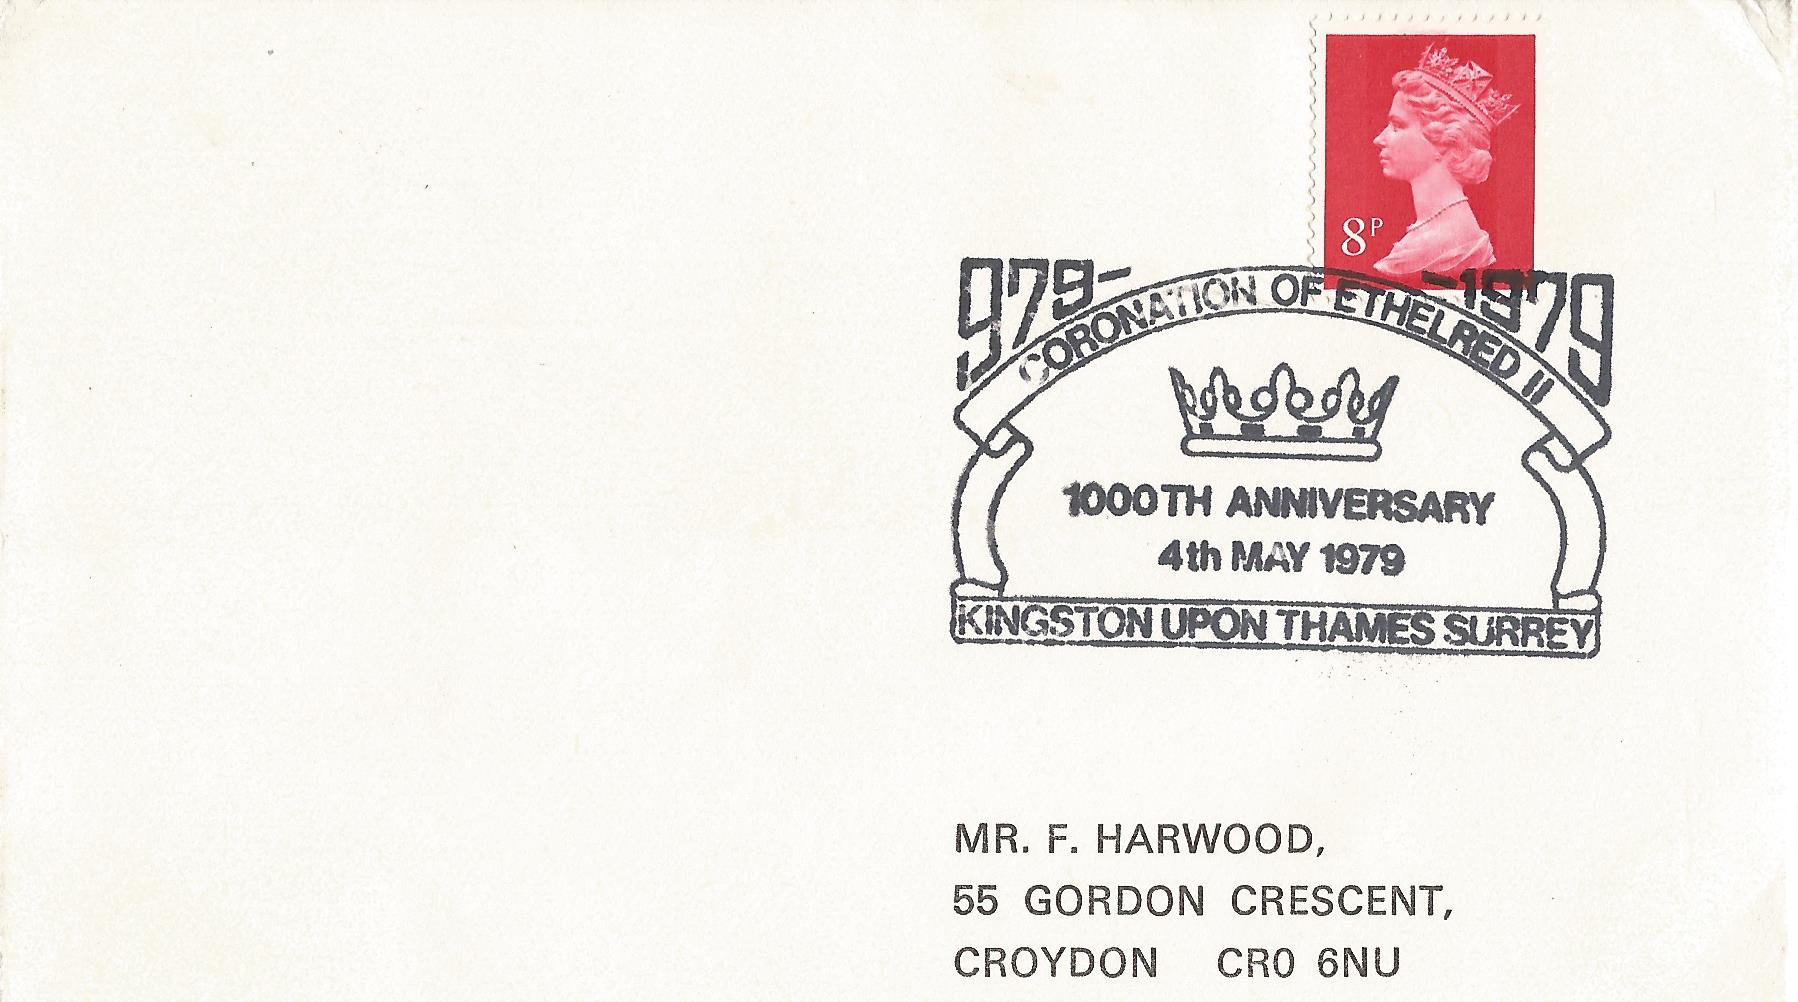 8P
979- -1979
CORONATION OF ETHELRED II
1000TH ANNIVERSARY
4th MAY 1979
KINGSTON UPON THAMES SURREY
MR. F. HARWOOD,
55 GORDON CRESCENT,
CROYDON CR0 6NU